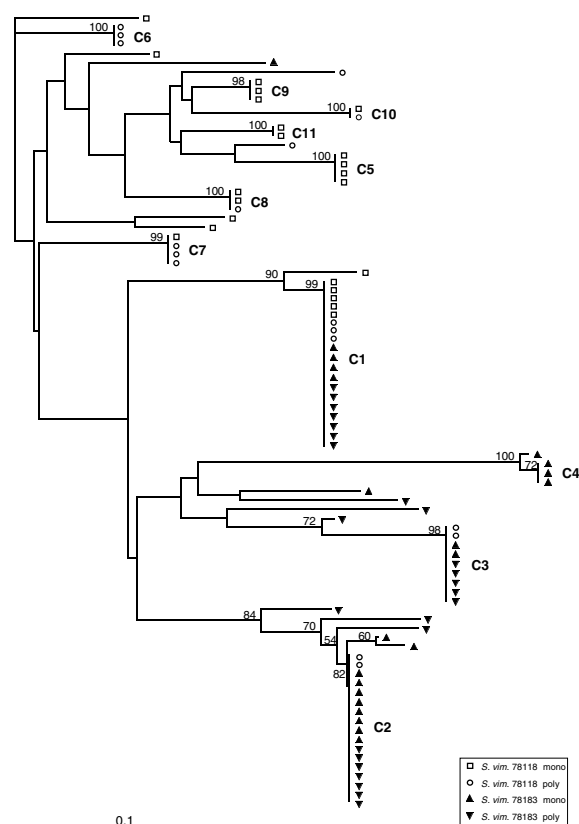 100
C6
98
C9
100
C10
100
C11
100
C5
100
C8
99
C7
90
99
C1
100
72
C4
72
98
C3
84
70
54
60
82
C2
S. vim. 78118 mono
S. vim. 78118 poly
S. vim. 78183 mono
S. vim. 78183 poly
0.1